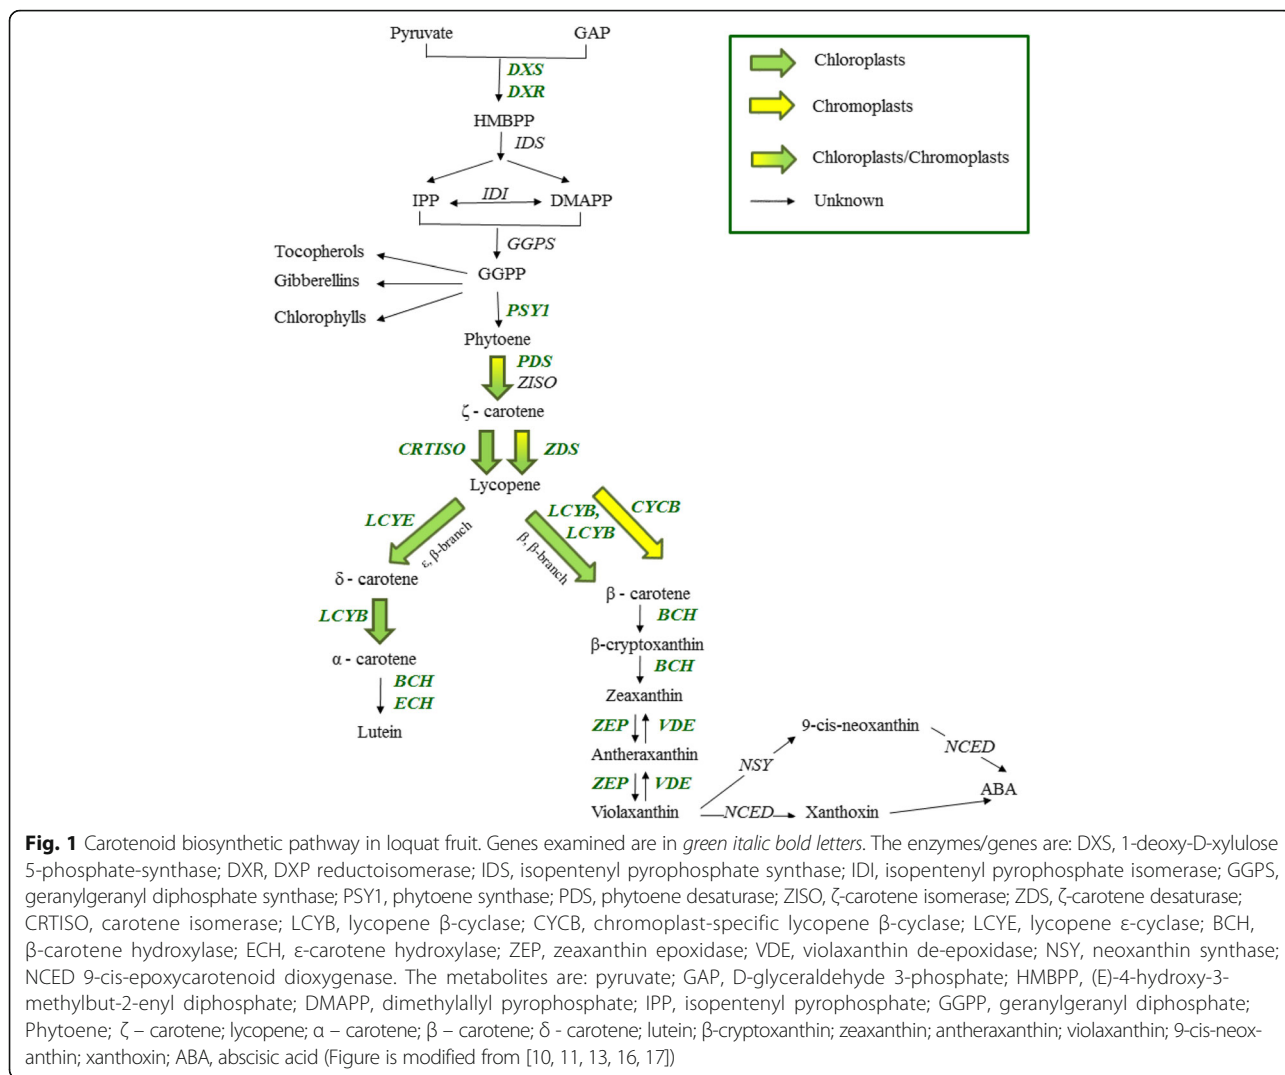 Pyruvate GAP
DXS
DXR
HMBPP
IDS
IPP IDI DMAPP
GGPS
Tocopherols
Gibberellins
Chlorophylls
GGPP
PSY1
Phytoene
PDS
ZISO
ζ - carotene
CRTISO ZDS
Lycopene
LCYE
ε, β-branch
LCYB,
LCYB
β, β-branch
CYCB
δ - carotene
LCYB
α - carotene
BCH
ECH
Lutein
β - carotene
BCH
β-cryptoxanthin
BCH
Zeaxanthin
ZEP VDE
Antheraxanthin
ZEP VDE
Violaxanthin
NSY
9-cis-neoxanthin
NCED
NCED
Xanthoxin
ABA
Chloroplasts
Chromoplasts
Chloroplasts/Chromoplasts
Unknown
Fig. 1 Carotenoid biosynthetic pathway in loquat fruit. Genes examined are in green italic bold letters. The enzymes/genes are: DXS, 1-deoxy-D-xylulose
5-phosphate-synthase; DXR, DXP reductoisomerase; IDS, isopentenyl pyrophosphate synthase; IDI, isopentenyl pyrophosphate isomerase; GGPS,
geranylgeranyl diphosphate synthase; PSY1, phytoene synthase; PDS, phytoene desaturase; ZISO, ζ-carotene isomerase; ZDS, ζ-carotene desaturase;
CRTISO, carotene isomerase; LCYB, lycopene β-cyclase; CYCB, chromoplast-specific lycopene β-cyclase; LCYE, lycopene ε-cyclase; BCH,
β-carotene hydroxylase; ECH, ε-carotene hydroxylase; ZEP, zeaxanthin epoxidase; VDE, violaxanthin de-epoxidase; NSY, neoxanthin synthase;
NCED 9-cis-epoxycarotenoid dioxygenase. The metabolites are: pyruvate; GAP, D-glyceraldehyde 3-phosphate; HMBPP, (E)-4-hydroxy-3-
methylbut-2-enyl diphosphate; DMAPP, dimethylallyl pyrophosphate; IPP, isopentenyl pyrophosphate; GGPP, geranylgeranyl diphosphate;
Phytoene; ζ – carotene; lycopene; α – carotene; β – carotene; δ - carotene; lutein; β-cryptoxanthin; zeaxanthin; antheraxanthin; violaxanthin; 9-cis-neox-
anthin; xanthoxin; ABA, abscisic acid (Figure is modified from [10, 11, 13, 16, 17])